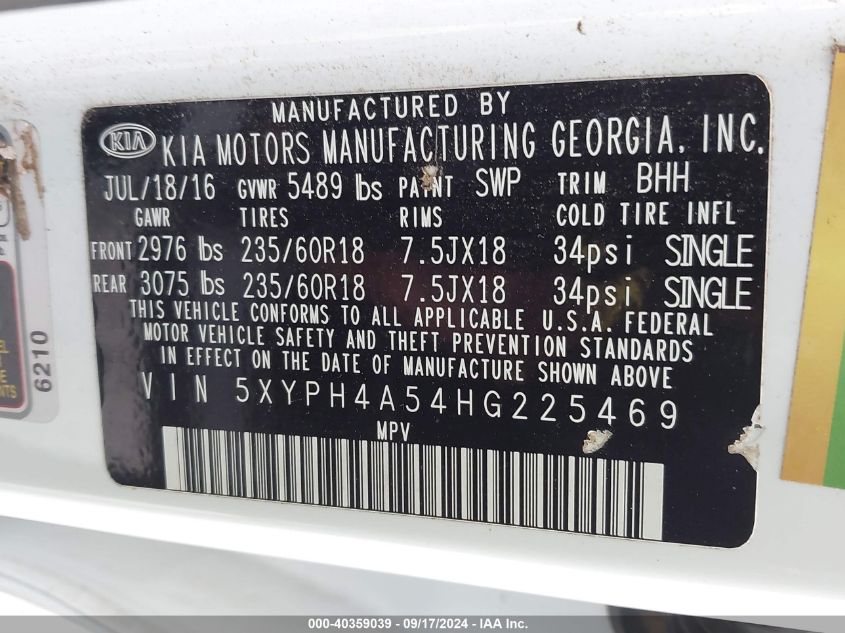 MANUFACTURED BY
KIA KIA MOTORS MANUFACTURING GEORGIA, INC.
JUL/18/16 GVWR 5489 lbs PAINT SWP TRIM BHH
GAWR TIRES RIMS COLD TIRE INFL
FRONT 2976 lbs 235/60R18 7.5JX18 34psi SINGLE
REAR 3075 lbs 235/60R18 7.5JX18 34psi SINGLE
THIS VEHICLE CONFORMS TO ALL APPLICABLE U.S.A. FEDERAL
MOTOR VEHICLE SAFETY AND THEFT PREVENTION STANDARDS
IN EFFECT ON THE DATE OF MANUFACTURE SHOWN ABOVE
VIN 5XYPH4A54HG225469
MPV
6210
000-40359039 - 09/17/2024 - IAA Inc.